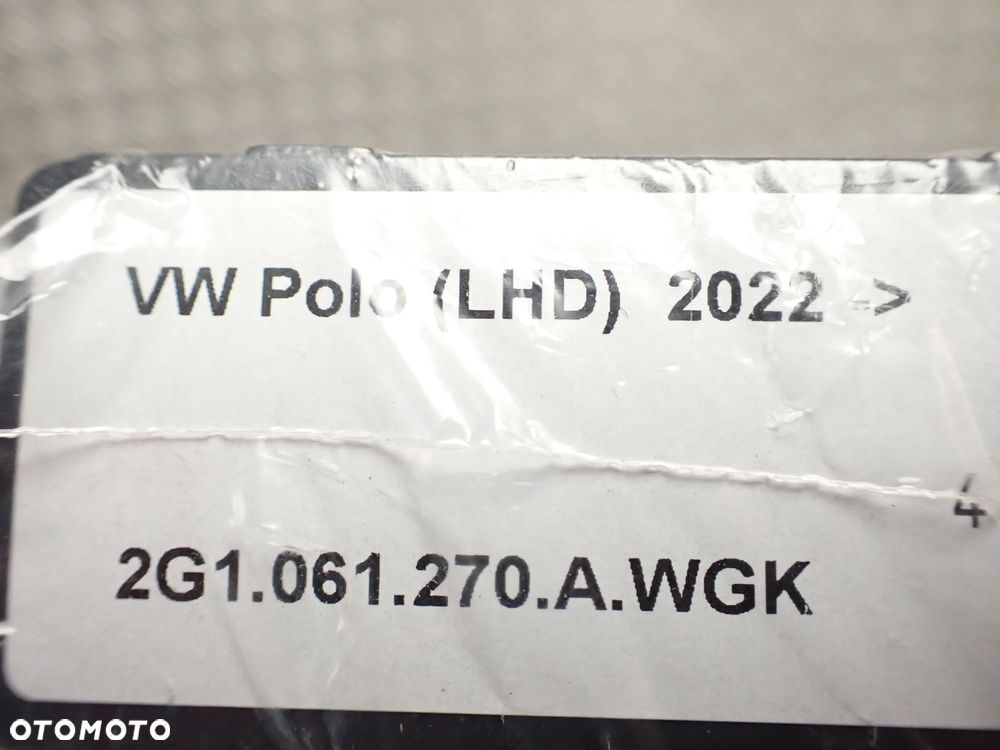 VW Polo (LHD) 2022 ->
4
2G1.061.270.A.WGK
OTOMOTO